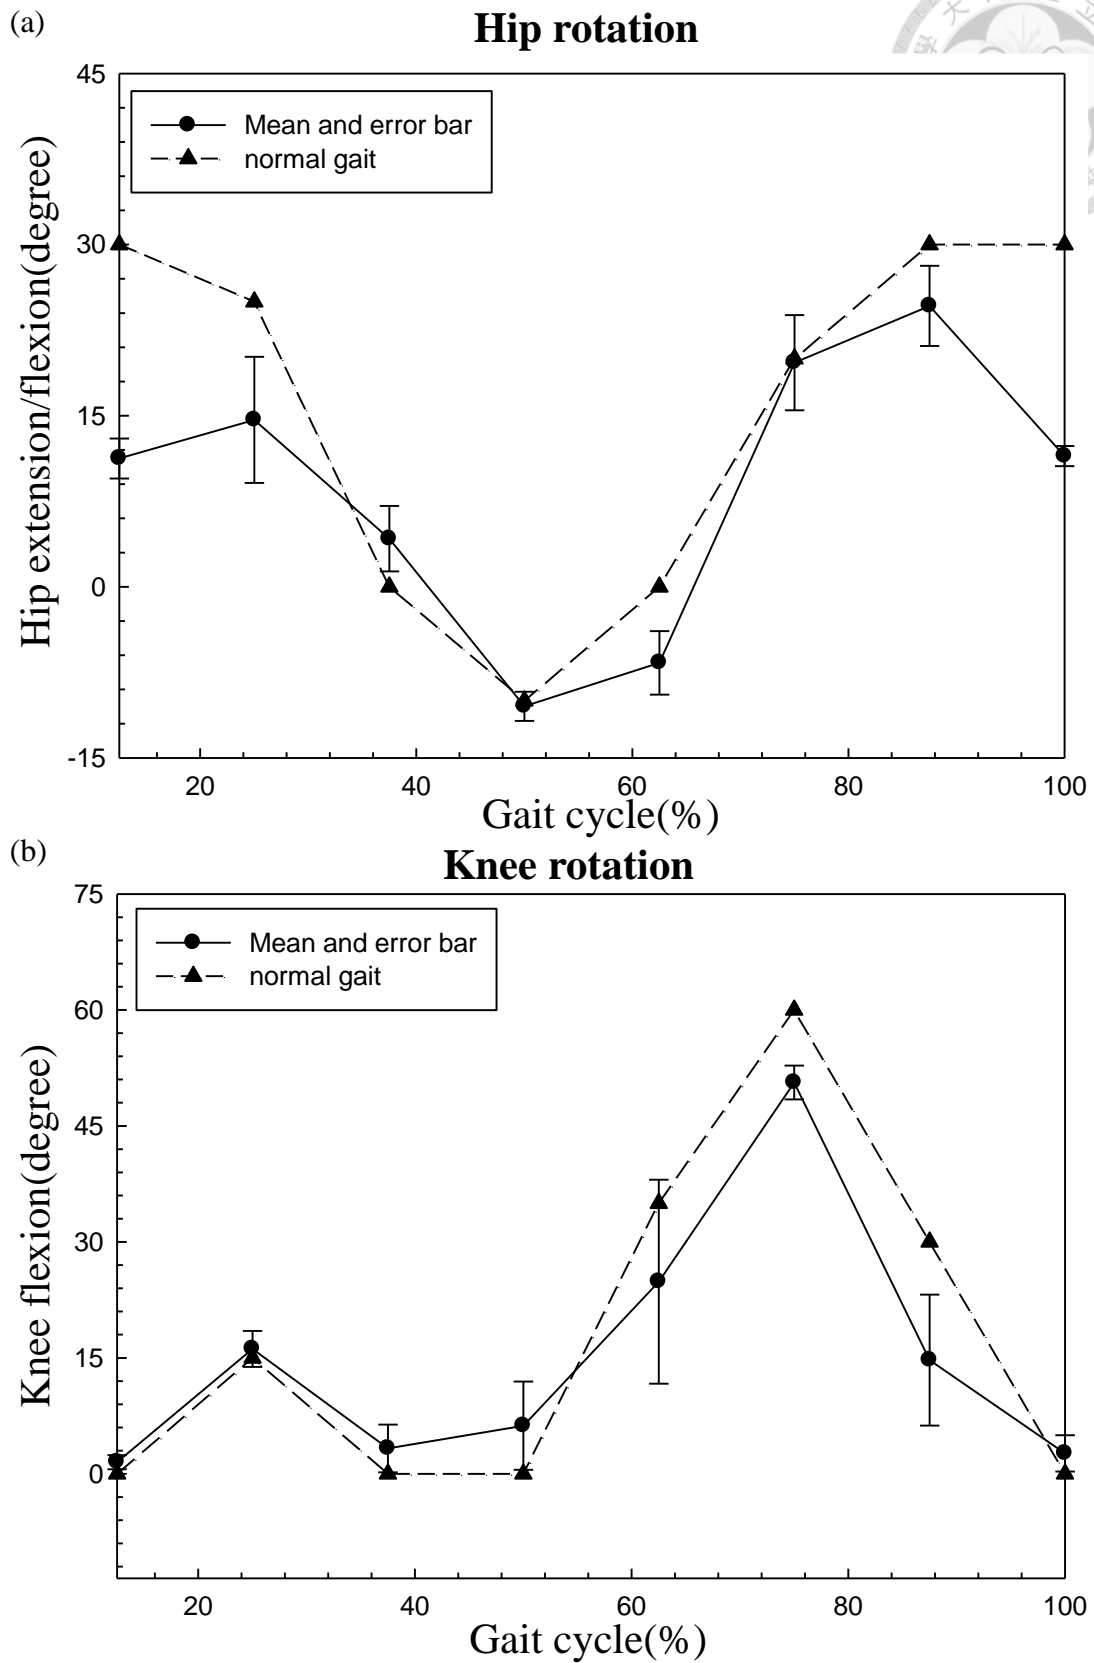 (a)
Hip rotation
Mean and error bar
normal gait
Hip extension/flexion(degree)
45
30
15
0
-15
20 40 60 80 100
Gait cycle(%)
(b)
Knee rotation
Mean and error bar
normal gait
Knee flexion(degree)
75
60
45
30
15
0
20 40 60 80 100
Gait cycle(%)